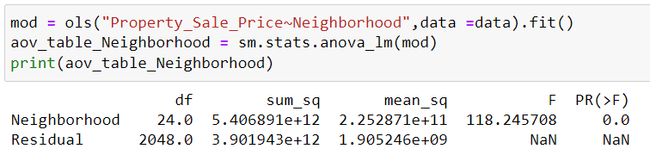 mod = ols("Property_Sale_Price~Neighborhood",data =data).fit()
aov_table_Neighborhood = sm.stats.anova_lm(mod)
print(aov_table_Neighborhood)
df sum_sq mean_sq F PR(>F)
Neighborhood 24.0 5.406891e+12 2.252871e+11 118.245708 0.0
Residual 2048.0 3.901943e+12 1.905246e+09 NaN NaN